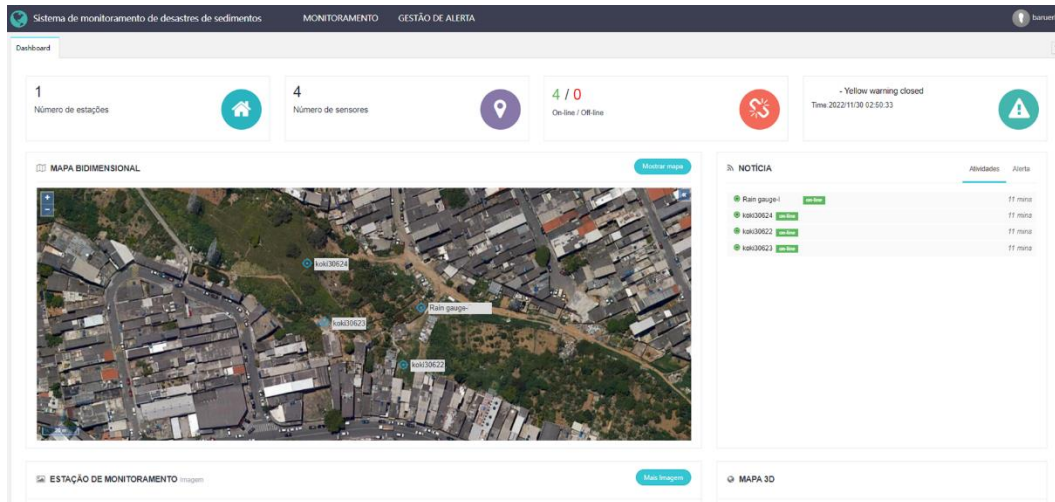 Sistema de monitoramento de desastres de sedimentos
MONITORAMENTO
GESTÃO DE ALERTA
barueri
Dashboard
1
Número de estações
4
Número de sensores
4 / 0
On-line / Off-line
- Yellow warning closed
Time:2022/11/30 02:50:33
MAPA BIDIMENSIONAL
Mostrar mapa
+
−
«
koki30624
Rain gauge-
koki30623
koki30622
NOTÍCIA
Atividades
Alerta
Rain gauge-I on-line 11 mins
koki30624 on-line 11 mins
koki30622 on-line 11 mins
koki30623 on-line 11 mins
ESTAÇÃO DE MONITORAMENTO Imagem
Mais Imagem
MAPA 3D